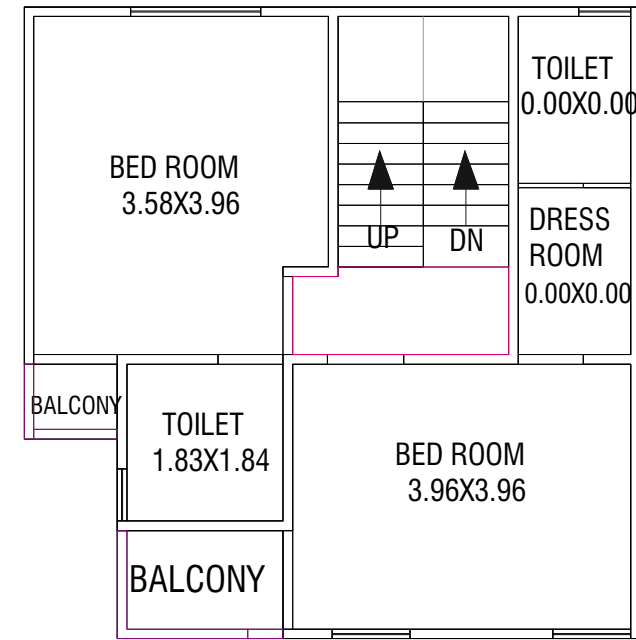 TOILET
0.00X0.00
BED ROOM
3.58X3.96
DRESS
ROOM
0.00X0.00
UP
DN
BALCONY
TOILET
1.83X1.84
BED ROOM
3.96X3.96
BALCONY